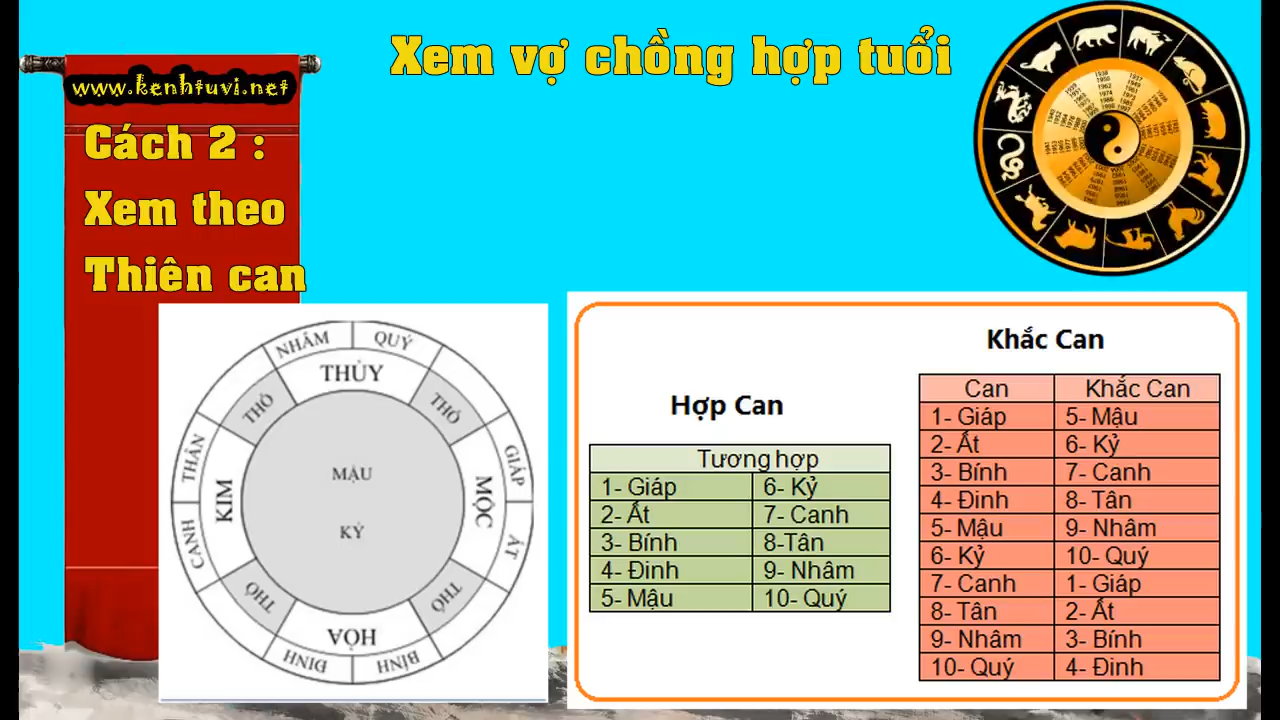 Xem vợ chồng hợp tuổi
www.kenhtuvi.net
Cách 2 :
Xem theo
Thiên can
NHÂM
QUÝ
THỦY
THỔ
THỔ
THÂN
GIÁP
KIM
MẬU
MỘC
KỶ
CANH
ẤT
THỔ
THỔ
HỎA
ĐINH
BÍNH
Hợp Can
Tương hợp
1- Giáp 6- Kỷ
2- Ất 7- Canh
3- Bính 8-Tân
4- Đinh 9- Nhâm
5- Mậu 10- Quý
Khắc Can
Can Khắc Can
1- Giáp 5- Mậu
2- Ất 6- Kỷ
3- Bính 7- Canh
4- Đinh 8- Tân
5- Mậu 9- Nhâm
6- Kỷ 10- Quý
7- Canh 1- Giáp
8- Tân 2- Ất
9- Nhâm 3- Bính
10- Quý 4- Đinh